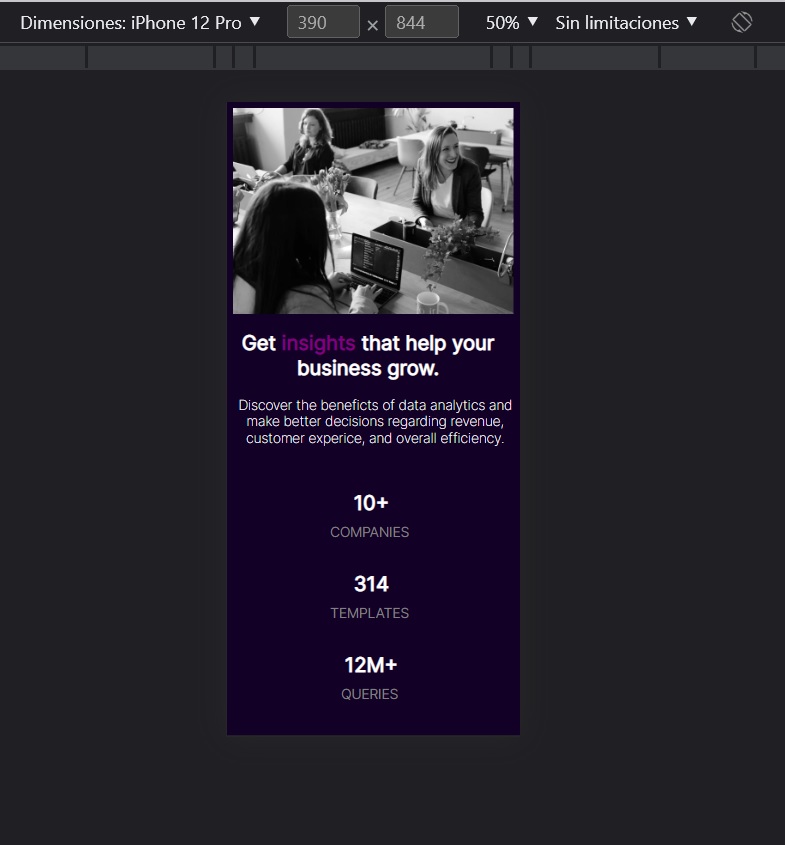 Dimensiones: iPhone 12 Pro ▼ 390 × 844 50% ▼ Sin limitaciones ▼
Get insights that help your
business grow.
Discover the beneficts of data analytics and
make better decisions regarding revenue,
customer experice, and overall efficiency.
10+
COMPANIES
314
TEMPLATES
12M+
QUERIES